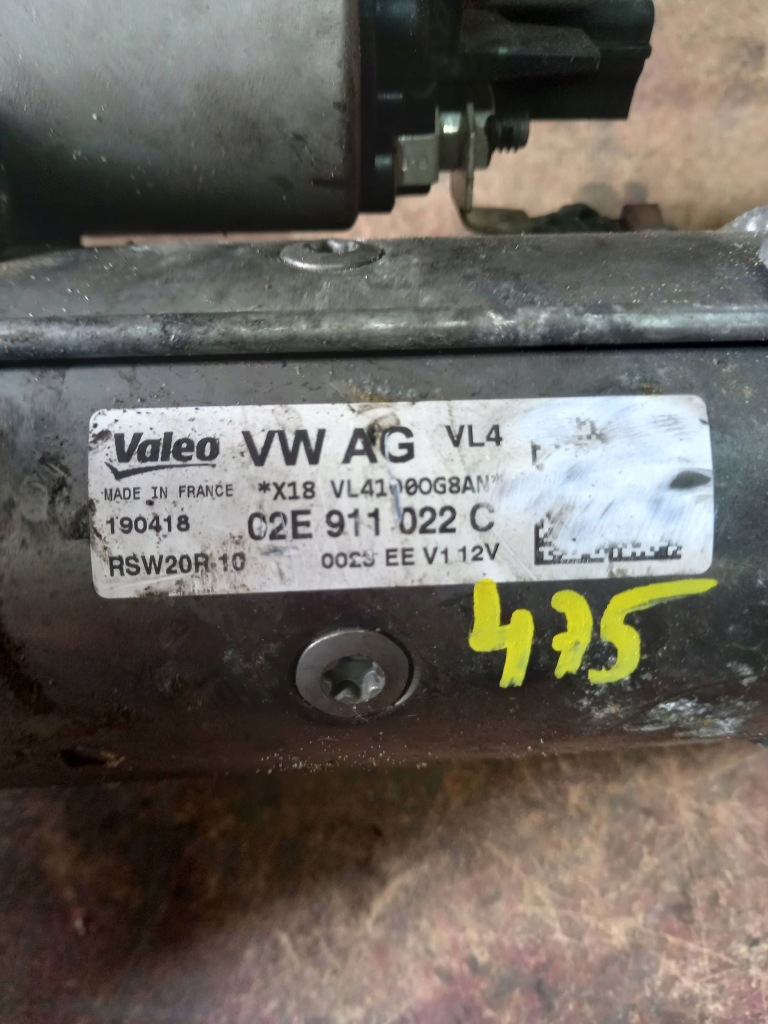 Valeo VW AG VL4
MADE IN FRANCE *X18
190418 02E 911 022 C
RSW20R-10 EE V1 12V
475